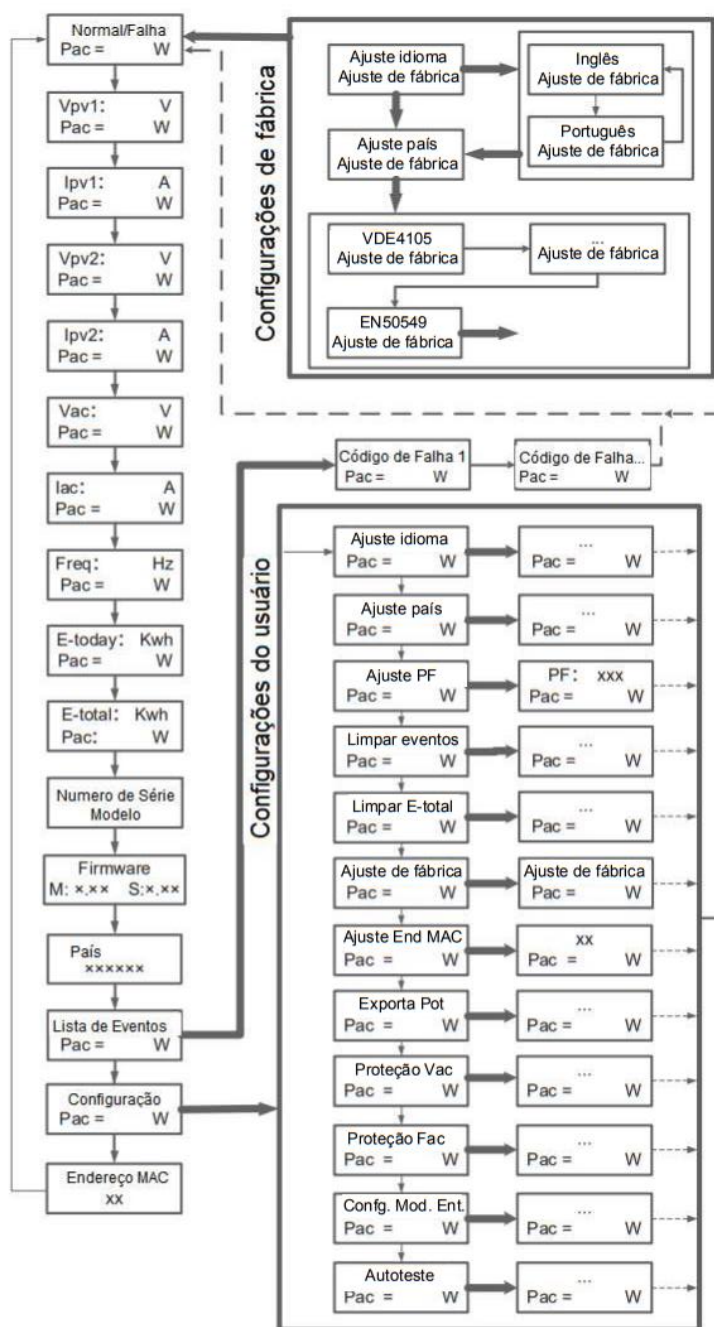 Normal/Falha
Pac = W
Vpv1: V
Pac = W
Ipv1: A
Pac = W
Vpv2: V
Pac = W
Ipv2: A
Pac = W
Vac: V
Pac = W
Iac: A
Pac = W
Freq: Hz
Pac = W
E-today: Kwh
Pac = W
E-total: Kwh
Pac: W
Numero de Série
Modelo
Firmware
M: ×.×× S:×.××
País
××××××
Lista de Eventos
Pac = W
Configuração
Pac = W
Endereço MAC
xx
Configurações de fábrica
Ajuste idioma
Ajuste de fábrica
Inglês
Ajuste de fábrica
Português
Ajuste de fábrica
Ajuste país
Ajuste de fábrica
VDE4105
Ajuste de fábrica
...
Ajuste de fábrica
EN50549
Ajuste de fábrica
Código de Falha 1
Pac = W
Código de Falha...
Pac = W
Configurações do usuário
Ajuste idioma
Pac = W
...
Pac = W
Ajuste país
Pac = W
...
Pac = W
Ajuste PF
Pac = W
PF: xxx
Pac = W
Limpar eventos
Pac = W
...
Pac = W
Limpar E-total
Pac = W
...
Pac = W
Ajuste de fábrica
Pac = W
Ajuste de fábrica
Pac = W
Ajuste End MAC
Pac = W
xx
Pac = W
Exporta Pot
Pac = W
...
Pac = W
Proteção Vac
Pac = W
...
Pac = W
Proteção Fac
Pac = W
...
Pac = W
Confg. Mod. Ent.
Pac = W
...
Pac = W
Autoteste
Pac = W
...
Pac = W